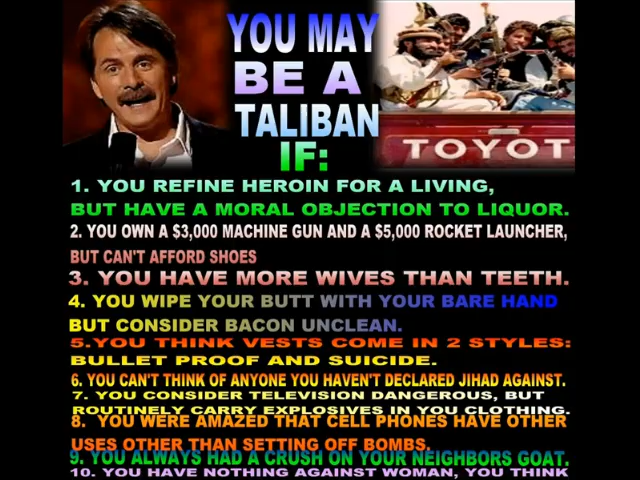 YOU MAY
BE A
TALIBAN
IF:
TOYOT
1. YOU REFINE HEROIN FOR A LIVING,
BUT HAVE A MORAL OBJECTION TO LIQUOR.
2. YOU OWN A $3,000 MACHINE GUN AND A $5,000 ROCKET LAUNCHER,
BUT CAN'T AFFORD SHOES
3. YOU HAVE MORE WIVES THAN TEETH.
4. YOU WIPE YOUR BUTT WITH YOUR BARE HAND
BUT CONSIDER BACON UNCLEAN.
5.YOU THINK VESTS COME IN 2 STYLES:
BULLET PROOF AND SUICIDE.
6. YOU CAN'T THINK OF ANYONE YOU HAVEN'T DECLARED JIHAD AGAINST.
7. YOU CONSIDER TELEVISION DANGEROUS, BUT
ROUTINELY CARRY EXPLOSIVES IN YOU CLOTHING.
8. YOU WERE AMAZED THAT CELL PHONES HAVE OTHER
USES OTHER THAN SETTING OFF BOMBS.
9. YOU ALWAYS HAD A CRUSH ON YOUR NEIGHBORS GOAT.
10. YOU HAVE NOTHING AGAINST WOMAN, YOU THINK